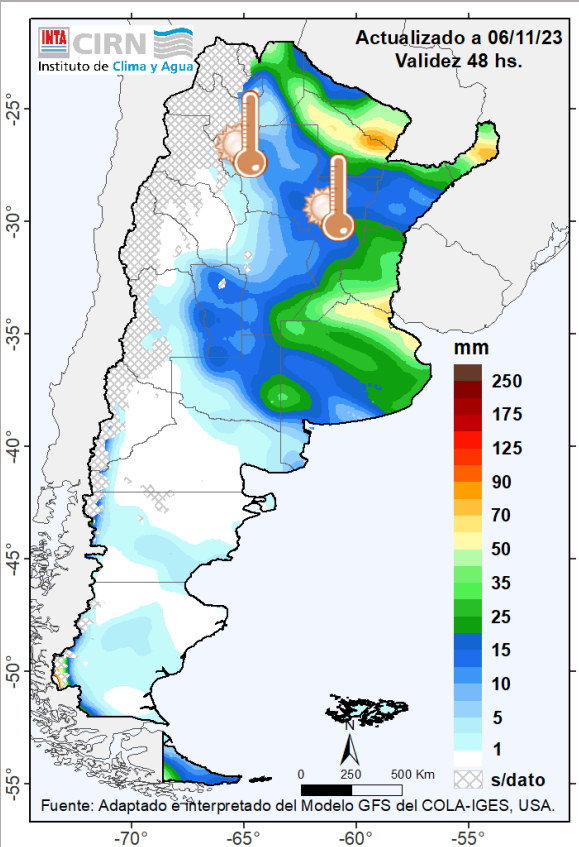 INTA
CIRN
Instituto de Clima y Agua
Actualizado a 06/11/23
Validez 48 hs.
-25°
-30°
-35°
-40°
-45°
-50°
-55°
mm
250
175
125
90
70
50
35
25
15
10
5
1
s/dato
N
0 250 500 Km
Fuente: Adaptado e interpretado del Modelo GFS del COLA-IGES, USA.
-70° -65° -60° -55°